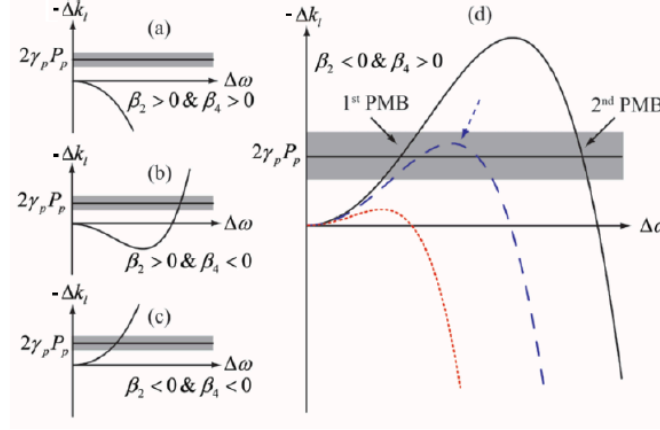 -Δk_l
(a)
2γ_pP_p
Δω
β_2 > 0 & β_4 > 0
-Δk_l
(b)
2γ_pP_p
Δω
β_2 > 0 & β_4 < 0
-Δk_l
(c)
2γ_pP_p
Δω
β_2 < 0 & β_4 < 0
-Δk_l
(d)
β_2 < 0 & β_4 > 0
1st PMB
2nd PMB
2γ_pP_p